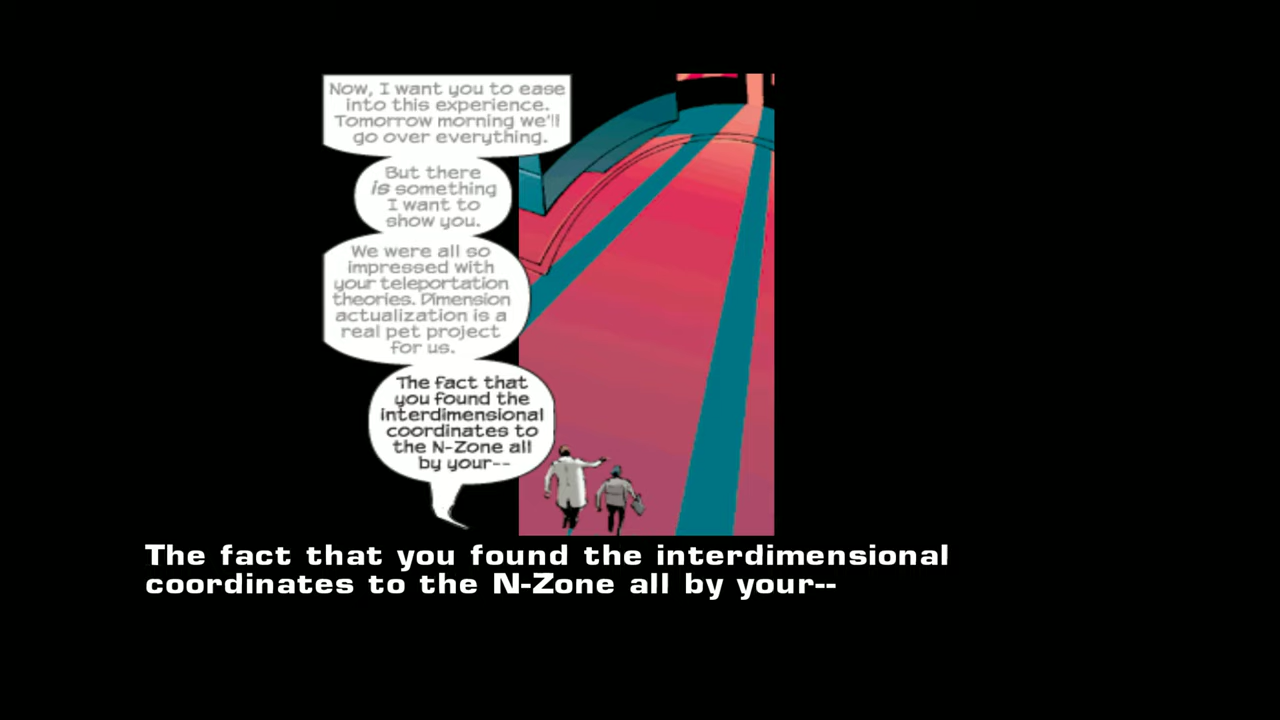 Now, I want you to ease
into this experience.
Tomorrow morning we'll
go over everything.
But there
is something
I want to
show you.
We were all so
impressed with
your teleportation
theories. Dimension
actualization is a
real pet project
for us.
The fact that
you found the
interdimensional
coordinates to
the N-Zone all
by your--
The fact that you found the interdimensional
coordinates to the N-Zone all by your--